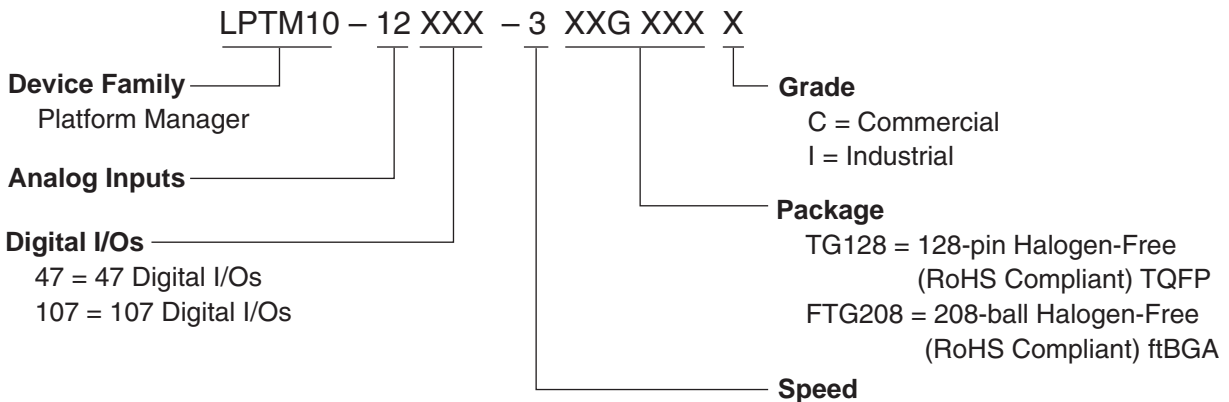 LPTM10 – 12 XXX – 3 XXG XXX X
Device Family
Platform Manager
Analog Inputs
Digital I/Os
47 = 47 Digital I/Os
107 = 107 Digital I/Os
Grade
C = Commercial
I = Industrial
Package
TG128 = 128-pin Halogen-Free
(RoHS Compliant) TQFP
FTG208 = 208-ball Halogen-Free
(RoHS Compliant) ftBGA
Speed